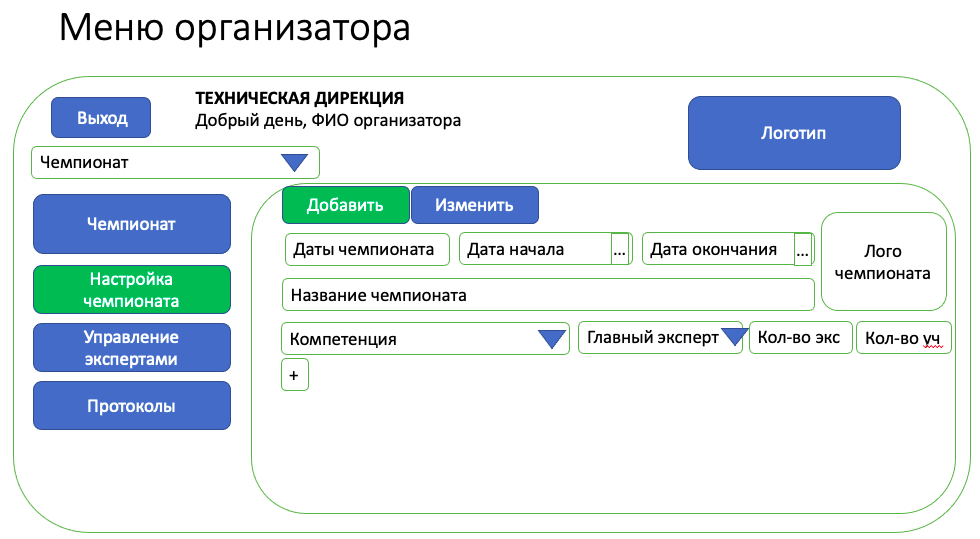 Меню организатора
Выход
ТЕХНИЧЕСКАЯ ДИРЕКЦИЯ
Добрый день, ФИО организатора
Логотип
Чемпионат
Чемпионат
Настройка
чемпионата
Управление
экспертами
Протоколы
Добавить
Изменить
Даты чемпионата
Дата начала
...
Дата окончания
...
Лого
чемпионата
Название чемпионата
Компетенция
Главный эксперт
Кол-во экс
Кол-во уч
+